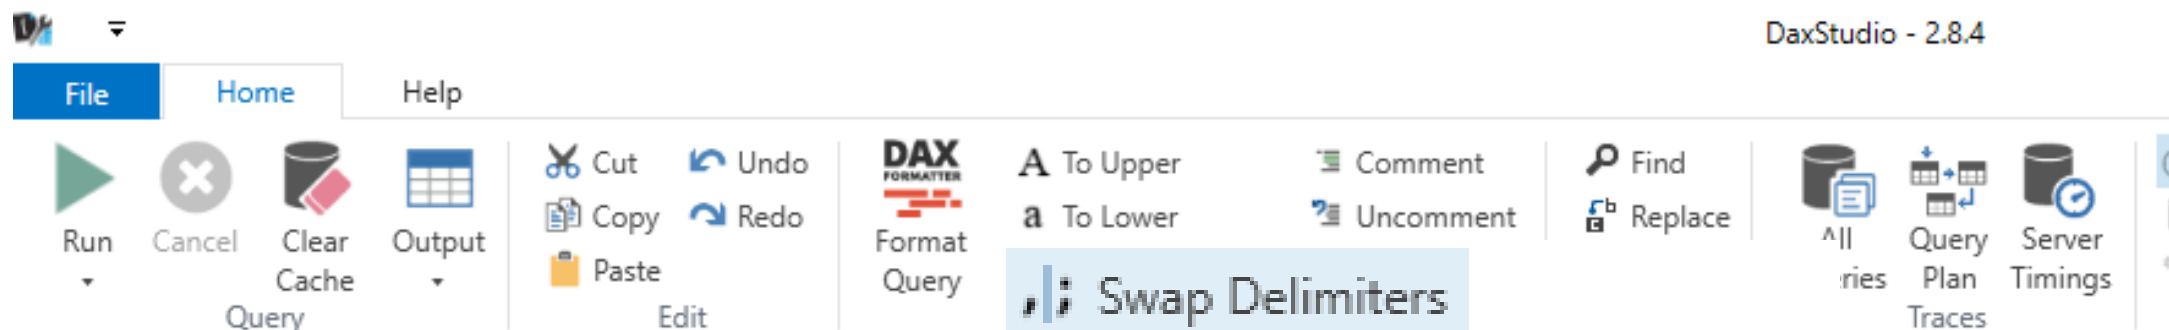 DaxStudio - 2.8.4
File Home Help
Run
Cancel
Clear
Cache
Output
Query
Cut
Copy
Paste
Undo
Redo
Edit
DAX
FORMATTER
Format
Query
A To Upper
a To Lower
,|; Swap Delimiters
Comment
Uncomment
Find
Replace
Query
Plan
Server
Timings
Traces